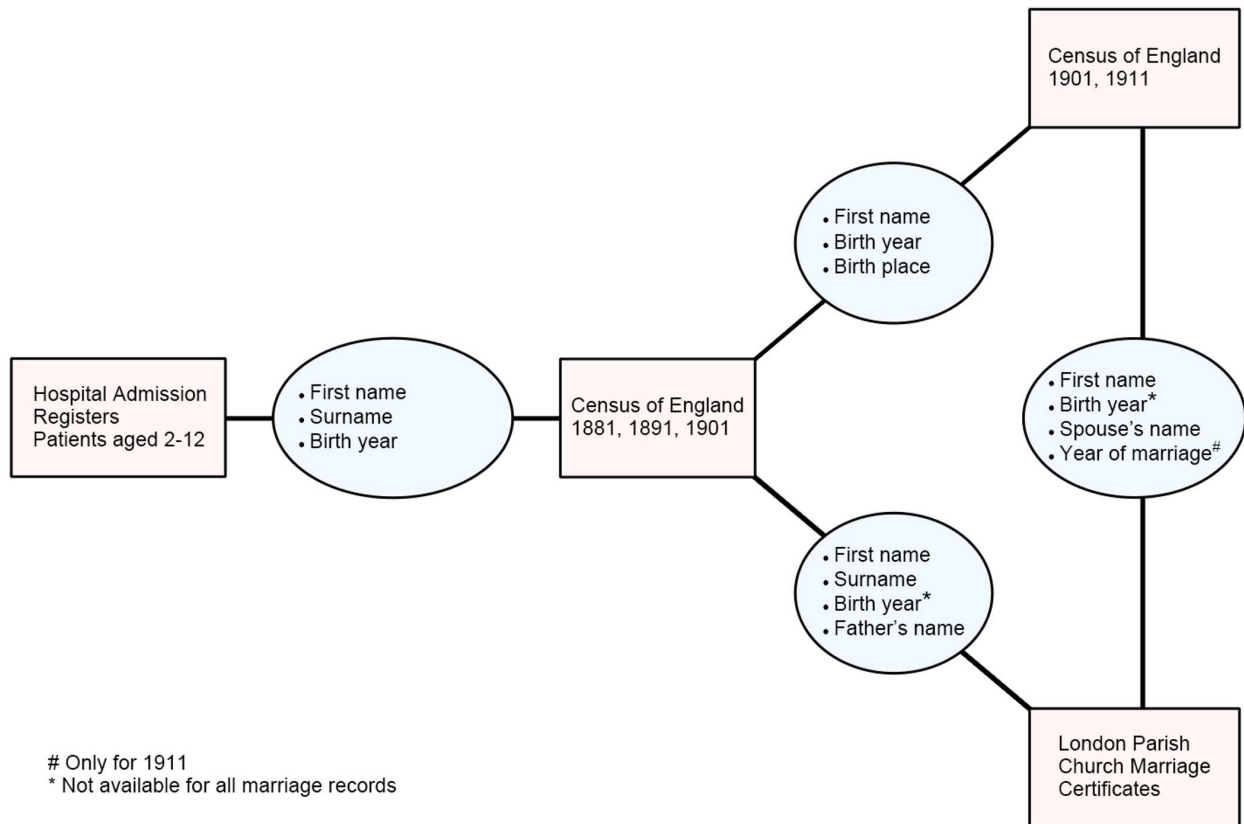 Census of England
1901, 1911
• First name
• Birth year
• Birth place
Hospital Admission
Registers
Patients aged 2-12
• First name
• Surname
• Birth year
Census of England
1881, 1891, 1901
• First name
• Birth year*
• Spouse's name
• Year of marriage#
• First name
• Surname
• Birth year*
• Father's name
London Parish
Church Marriage
Certificates
# Only for 1911
* Not available for all marriage records